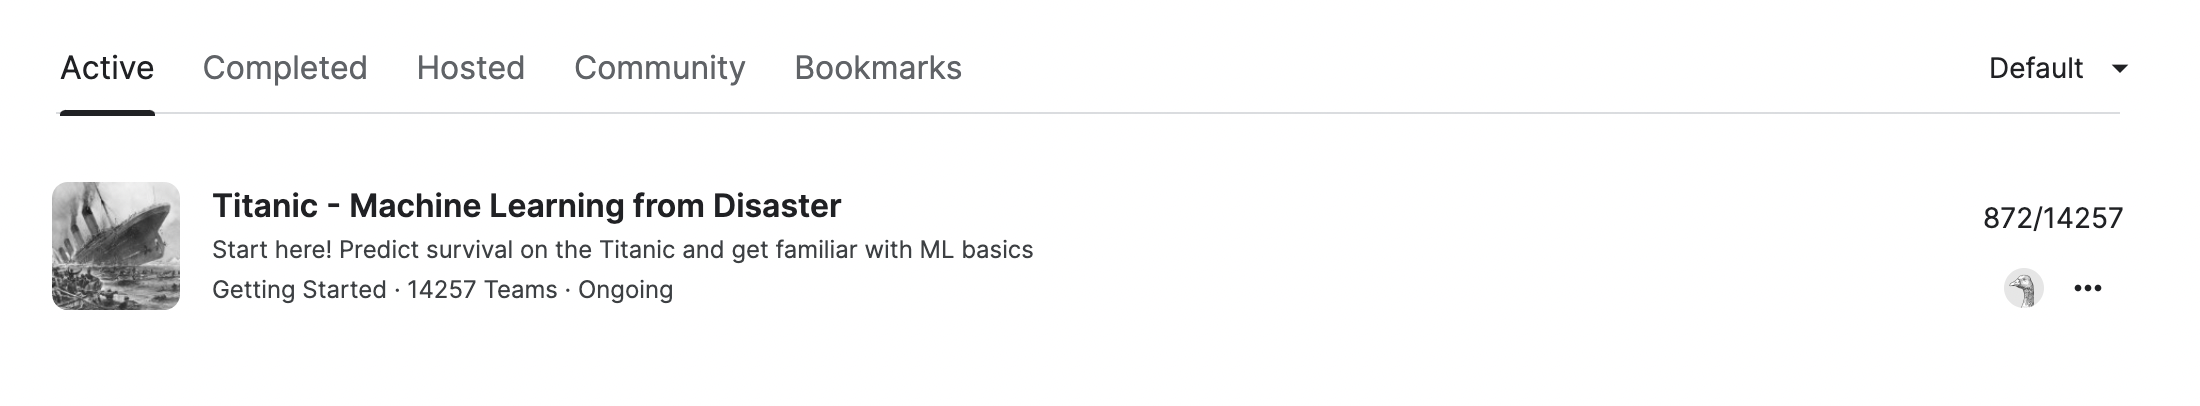 Active Completed Hosted Community Bookmarks Default
Titanic - Machine Learning from Disaster
872/14257
Start here! Predict survival on the Titanic and get familiar with ML basics
Getting Started · 14257 Teams · Ongoing